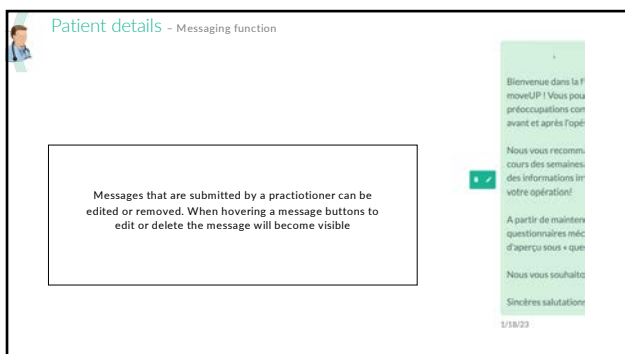 Patient details – Messaging function
Messages that are submitted by a practiotioner can be
edited or removed. When hovering a message buttons to
edit or delete the message will become visible
Bienvenue dans la
moveUP ! Vous pou
préoccupations con
avant et après l'opé
Nous vous recomm
cours des semaines
des informations im
votre opération!
A partir de mainten
questionnaires méc
d'aperçu sous « que
Nous vous souhaito
Sincères salutation
1/18/23